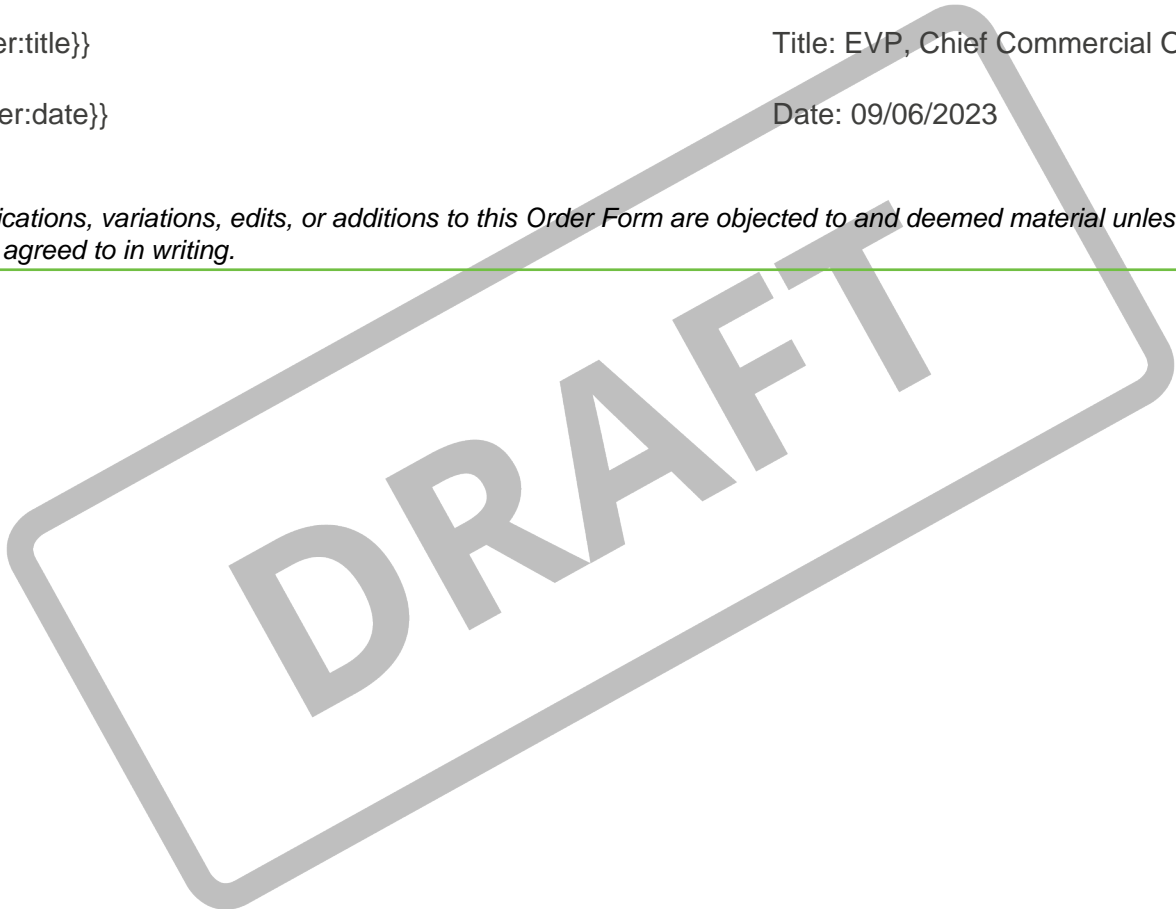 er:title}} Title: EVP, Chief Commercial
er:date}} Date: 09/06/2023
ications, variations, edits, or additions to this Order Form are objected to and deemed material unles
agreed to in writing.
DRAFT